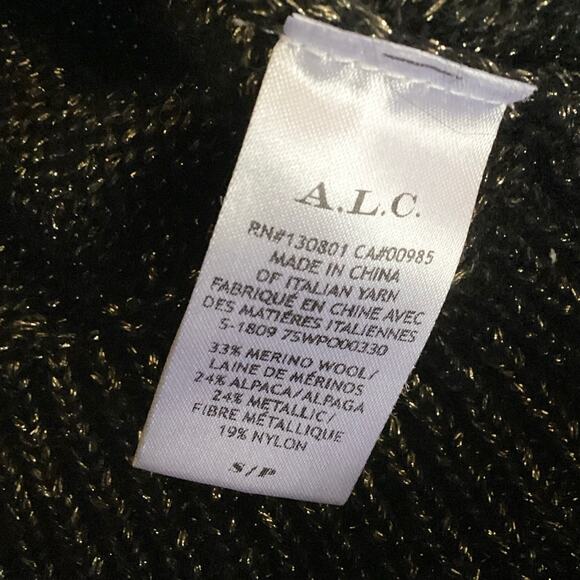 A.L.C.
RN#130801 CA#00985
MADE IN CHINA
OF ITALIAN YARN
FABRIQUÉ EN CHINE AVEC
DES MATIÈRES ITALIENNES
S-1809 7SWPO00330
33% MERINO WOOL/
LAINE DE MÉRINOS
24% ALPACA/ALPAGA
24% METALLIC/
FIBRE MÉTALLIQUE
19% NYLON
S/P